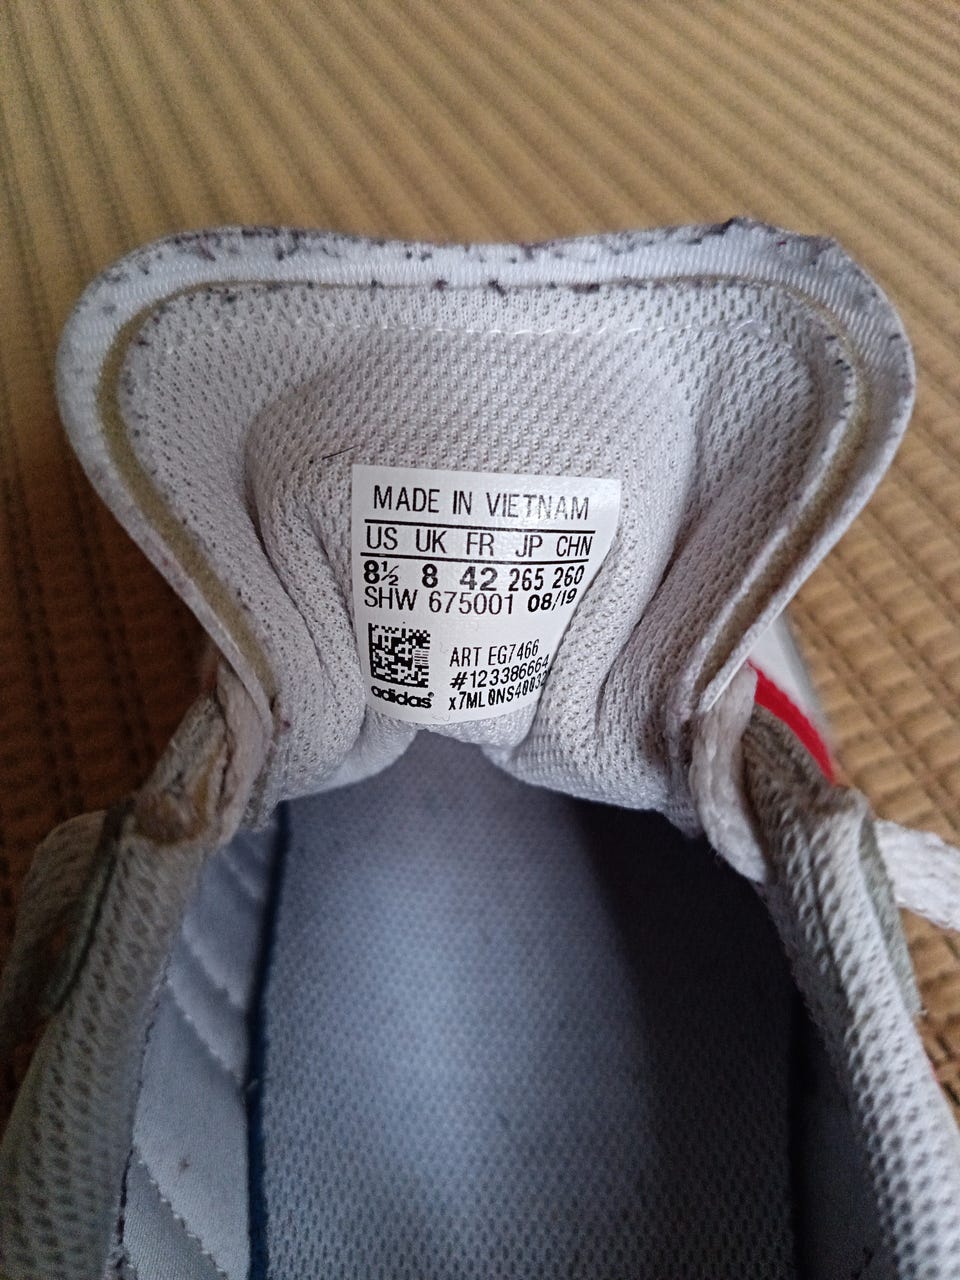 MADE IN VIETNAM
US UK FR JP CHN
8½ 8 42 265 260
SHW 675001 08/19
ART EG7466
#123386664
adidas